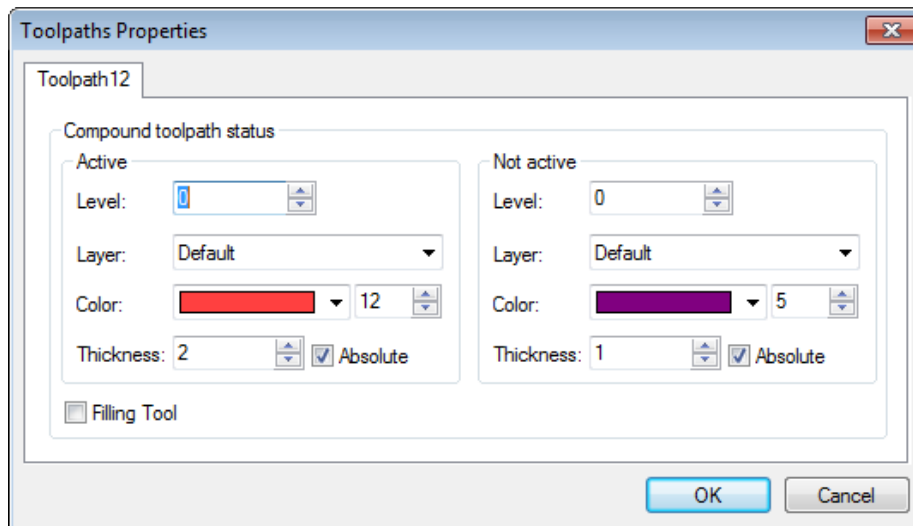 Toolpaths Properties
Toolpath12
Compound toolpath status
Active
Level: 0
Layer: Default
Color: 12
Thickness: 2 Absolute
Not active
Level: 0
Layer: Default
Color: 5
Thickness: 1 Absolute
Filling Tool
OK Cancel